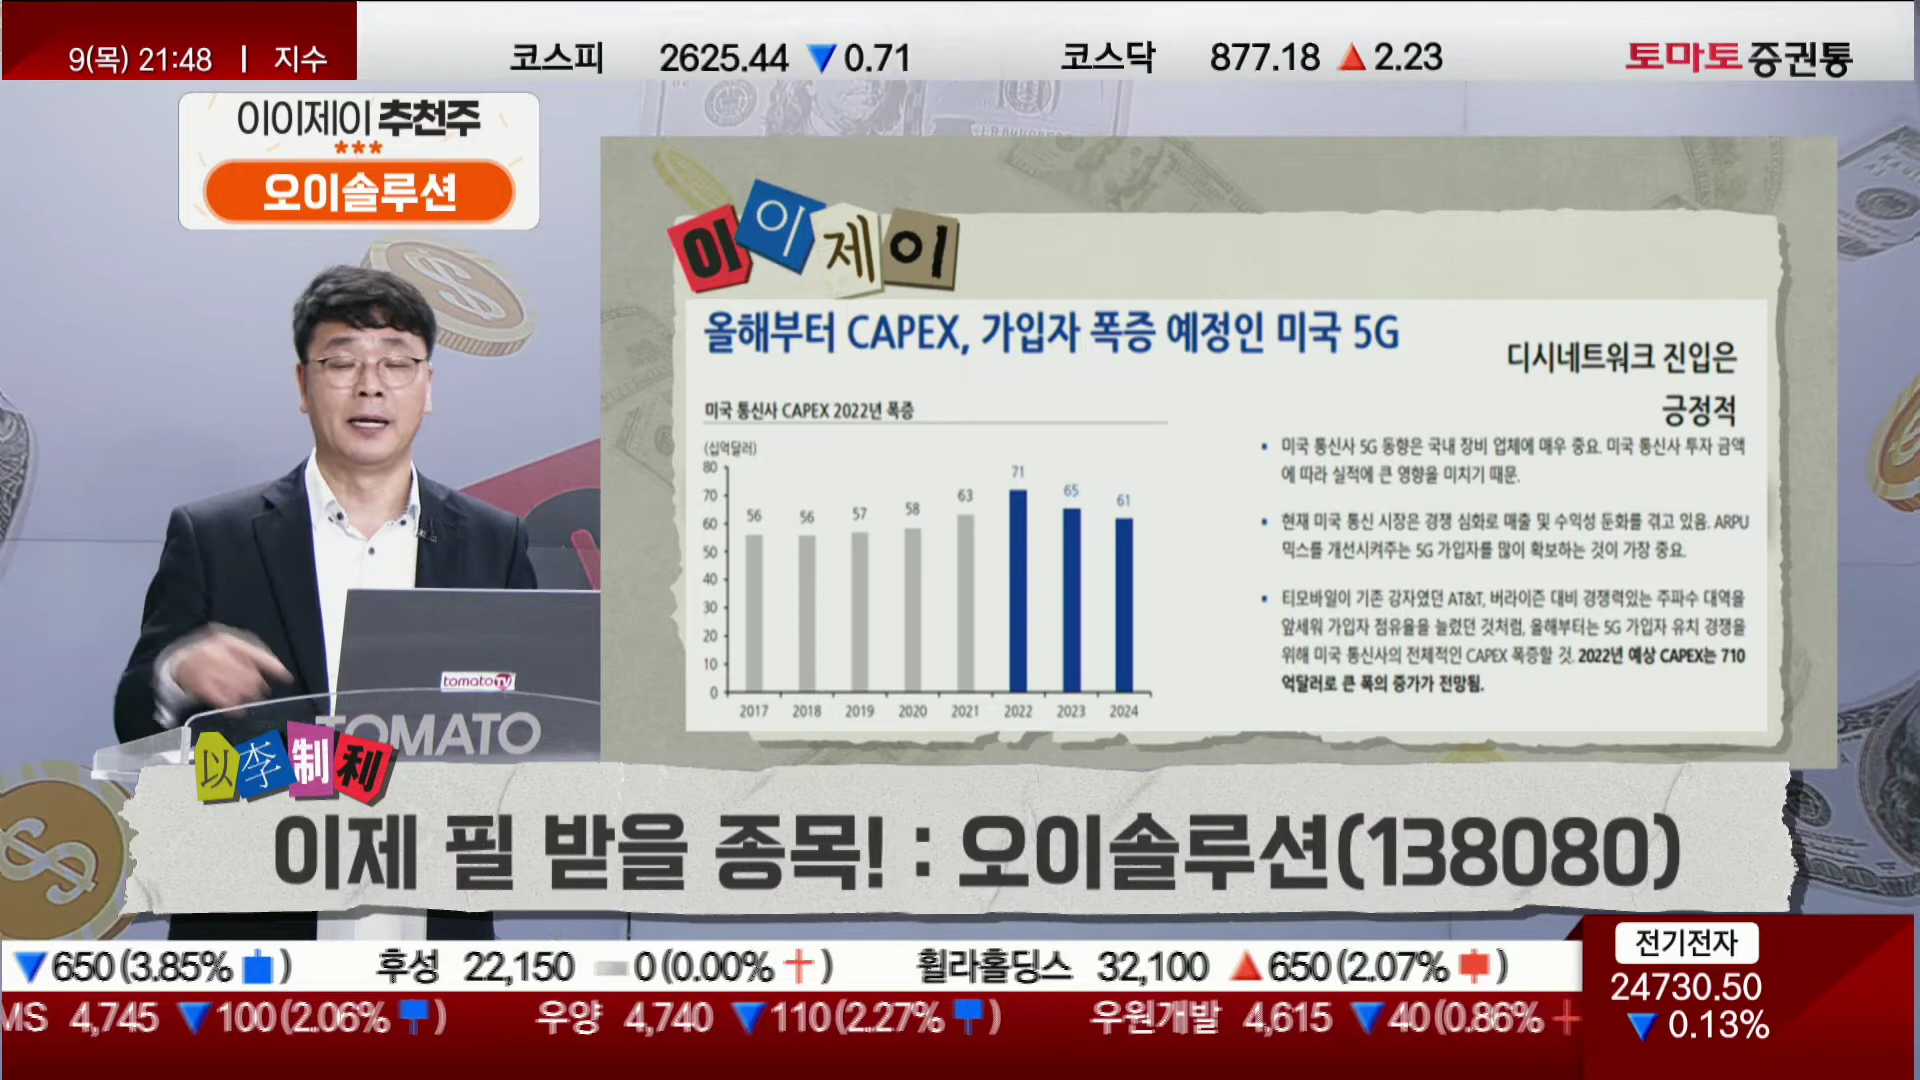 9(목) 21:48 | 지수 코스피 2625.44 ▼0.71 코스닥 877.18 ▲2.23 토마토증권통
이이제이 추천주
***
오이솔루션
이이제이
올해부터 CAPEX, 가입자 폭증 예정인 미국 5G
디시네트워크 진입은
긍정적
미국 통신사 CAPEX 2022년 폭증
(십억달러)
80
70
60
50
40
30
20
10
0
56 56 57 58 63 71 65 61
2017 2018 2019 2020 2021 2022 2023 2024
▪ 미국 통신사 5G 동향은 국내 장비 업체에 매우 중요. 미국 통신사 투자 금액
에 따라 실적에 큰 영향을 미치기 때문.
▪ 현재 미국 통신 시장은 경쟁 심화로 매출 및 수익성 둔화를 겪고 있음. ARPU
믹스를 개선시켜주는 5G 가입자를 많이 확보하는 것이 가장 중요.
▪ 티모바일이 기존 강자였던 AT&T, 버라이즌 대비 경쟁력있는 주파수 대역을
앞세워 가입자 점유율을 늘렸던 것처럼, 올해부터는 5G 가입자 유치 경쟁을
위해 미국 통신사의 전체적인 CAPEX 폭증할 것. 2022년 예상 CAPEX는 710
억달러로 큰 폭의 증가가 전망됨.
tomatoTV
TOMATO
以李制利
이제 필 받을 종목! : 오이솔루션(138080)
▼650(3.85%) 후성 22,150 0(0.00%) 휠라홀딩스 32,100 ▲650(2.07%)
MS 4,745 ▼100(2.06%) 우양 4,740 ▼110(2.27%) 우원개발 4,615 ▼40(0.86%
전기전자
24730.50
▼0.13%